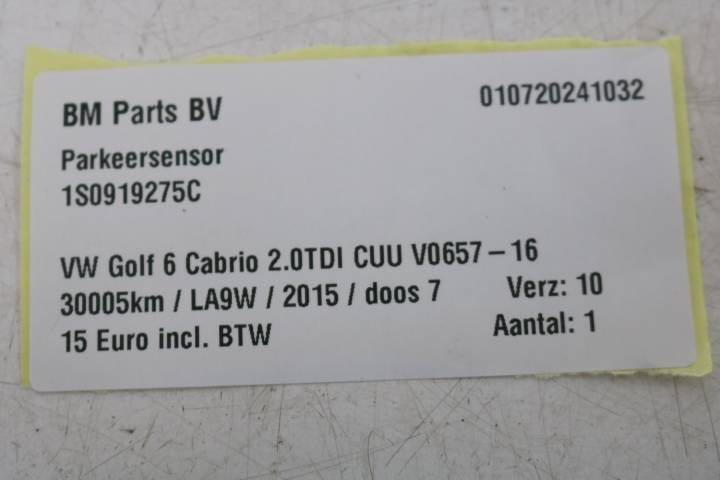 BM Parts BV 010720241032
Parkeersensor
1S0919275C
VW Golf 6 Cabrio 2.0TDI CUU V0657-16
30005km / LA9W / 2015 / doos 7 Verz: 10
15 Euro incl. BTW Aantal: 1